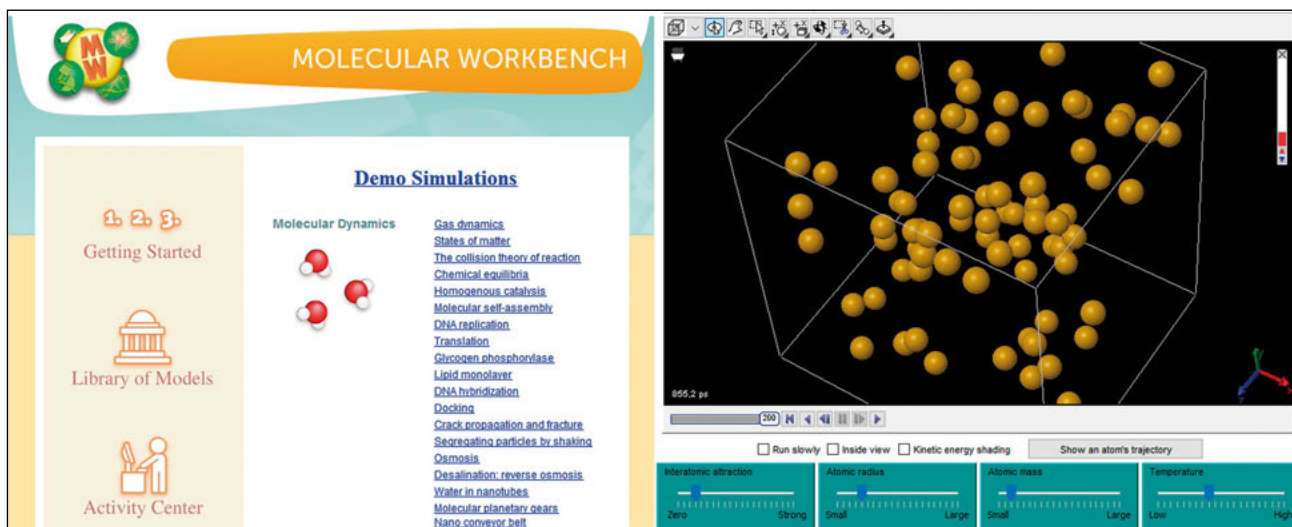 M
W
MOLECULAR WORKBENCH
Demo Simulations
1. 2. 3.
Getting Started
Library of Models
Activity Center
Molecular Dynamics
Gas dynamics
States of matter
The collision theory of reaction
Chemical equilibria
Homogenous catalysis
Molecular self-assembly
DNA replication
Translation
Glycogen phosphorylase
Lipid monolayer
DNA hybridization
Docking
Crack propagation and fracture
Segregating particles by shaking
Osmosis
Desalination: reverse osmosis
Water in nanotubes
Molecular planetary gears
Nano conveyor belt
855,2 ps
200
Run slowly Inside view Kinetic energy shading Show an atom's trajectory
Interatomic attraction Atomic radius Atomic mass Temperature
Zero Strong Small Large Small Large Low High